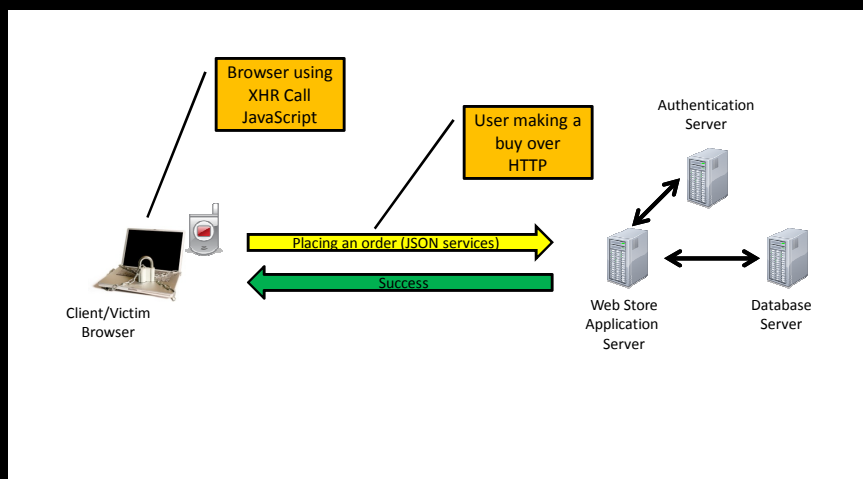 Browser using
XHR Call
JavaScript
User making a
buy over
HTTP
Authentication
Server
Placing an order (JSON services)
Success
Client/Victim
Browser
Web Store
Application
Server
Database
Server